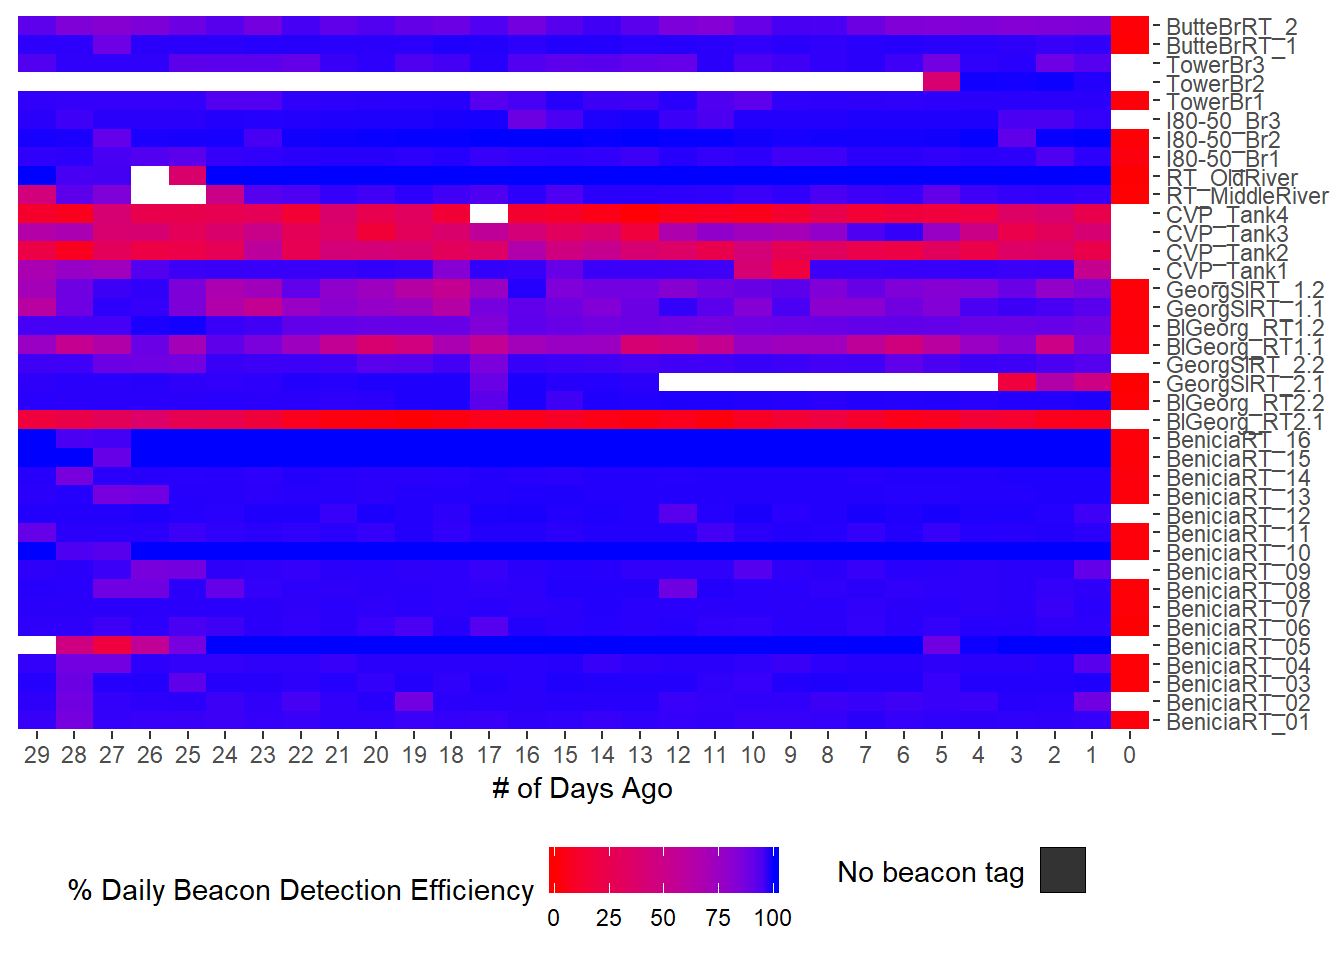 ButteBrRT_2
ButteBrRT_1
TowerBr3
TowerBr2
TowerBr1
I80-50_Br3
I80-50_Br2
I80-50_Br1
RT_OldRiver
RT_MiddleRiver
CVP_Tank4
CVP_Tank3
CVP_Tank2
CVP_Tank1
GeorgSlRT_1.2
GeorgSlRT_1.1
BlGeorg_RT1.2
BlGeorg_RT1.1
GeorgSlRT_2.2
GeorgSlRT_2.1
BlGeorg_RT2.2
BlGeorg_RT2.1
BeniciaRT_16
BeniciaRT_15
BeniciaRT_14
BeniciaRT_13
BeniciaRT_12
BeniciaRT_11
BeniciaRT_10
BeniciaRT_09
BeniciaRT_08
BeniciaRT_07
BeniciaRT_06
BeniciaRT_05
BeniciaRT_04
BeniciaRT_03
BeniciaRT_02
BeniciaRT_01
29 28 27 26 25 24 23 22 21 20 19 18 17 16 15 14 13 12 11 10 9 8 7 6 5 4 3 2 1 0
# of Days Ago
% Daily Beacon Detection Efficiency
0 25 50 75 100
No beacon tag